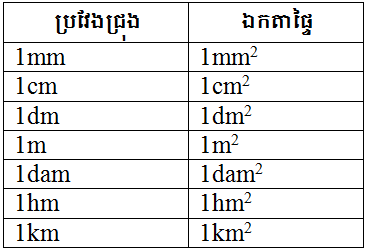 ប្រវែងជ្រុង ឯកតាផ្ទៃ
1mm 1mm²
1cm 1cm²
1dm 1dm²
1m 1m²
1dam 1dam²
1hm 1hm²
1km 1km²